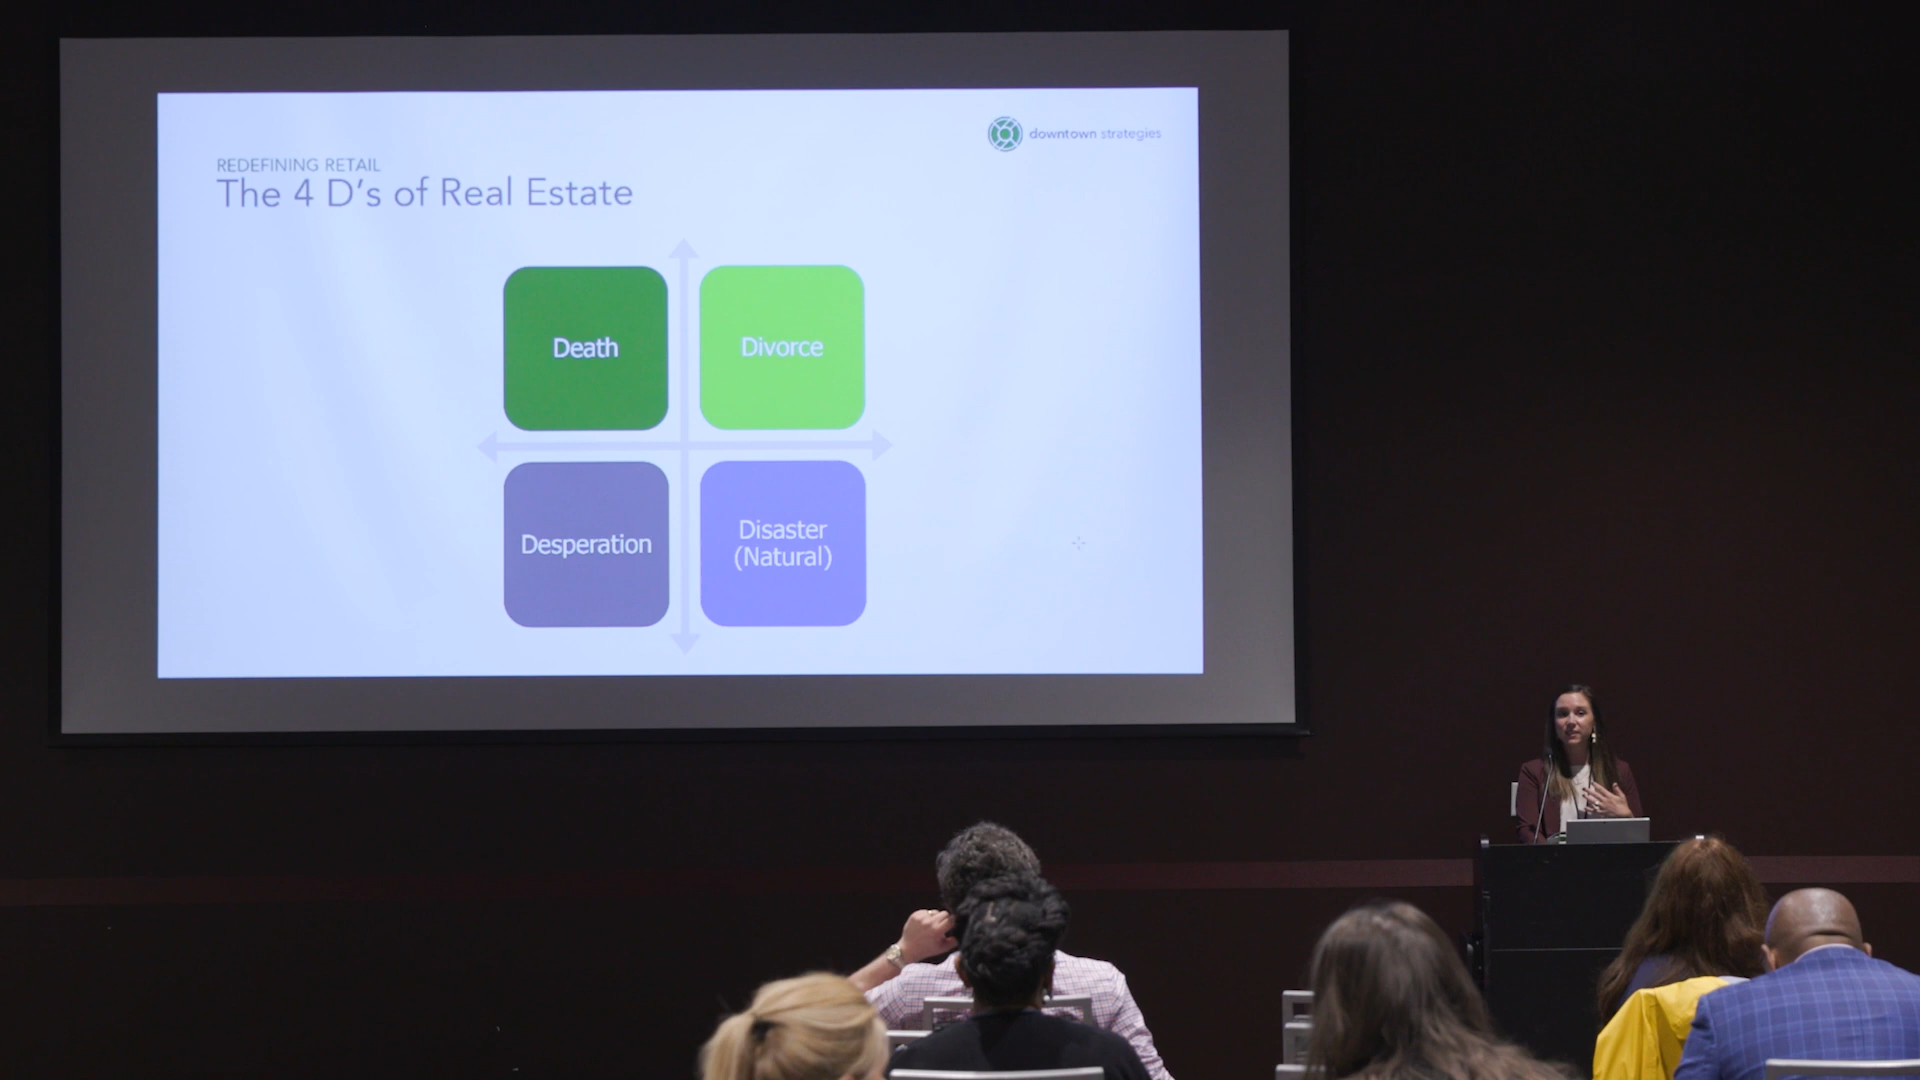 downtown strategies
REDEFINING RETAIL
The 4 D's of Real Estate
Death
Divorce
Desperation
Disaster
(Natural)